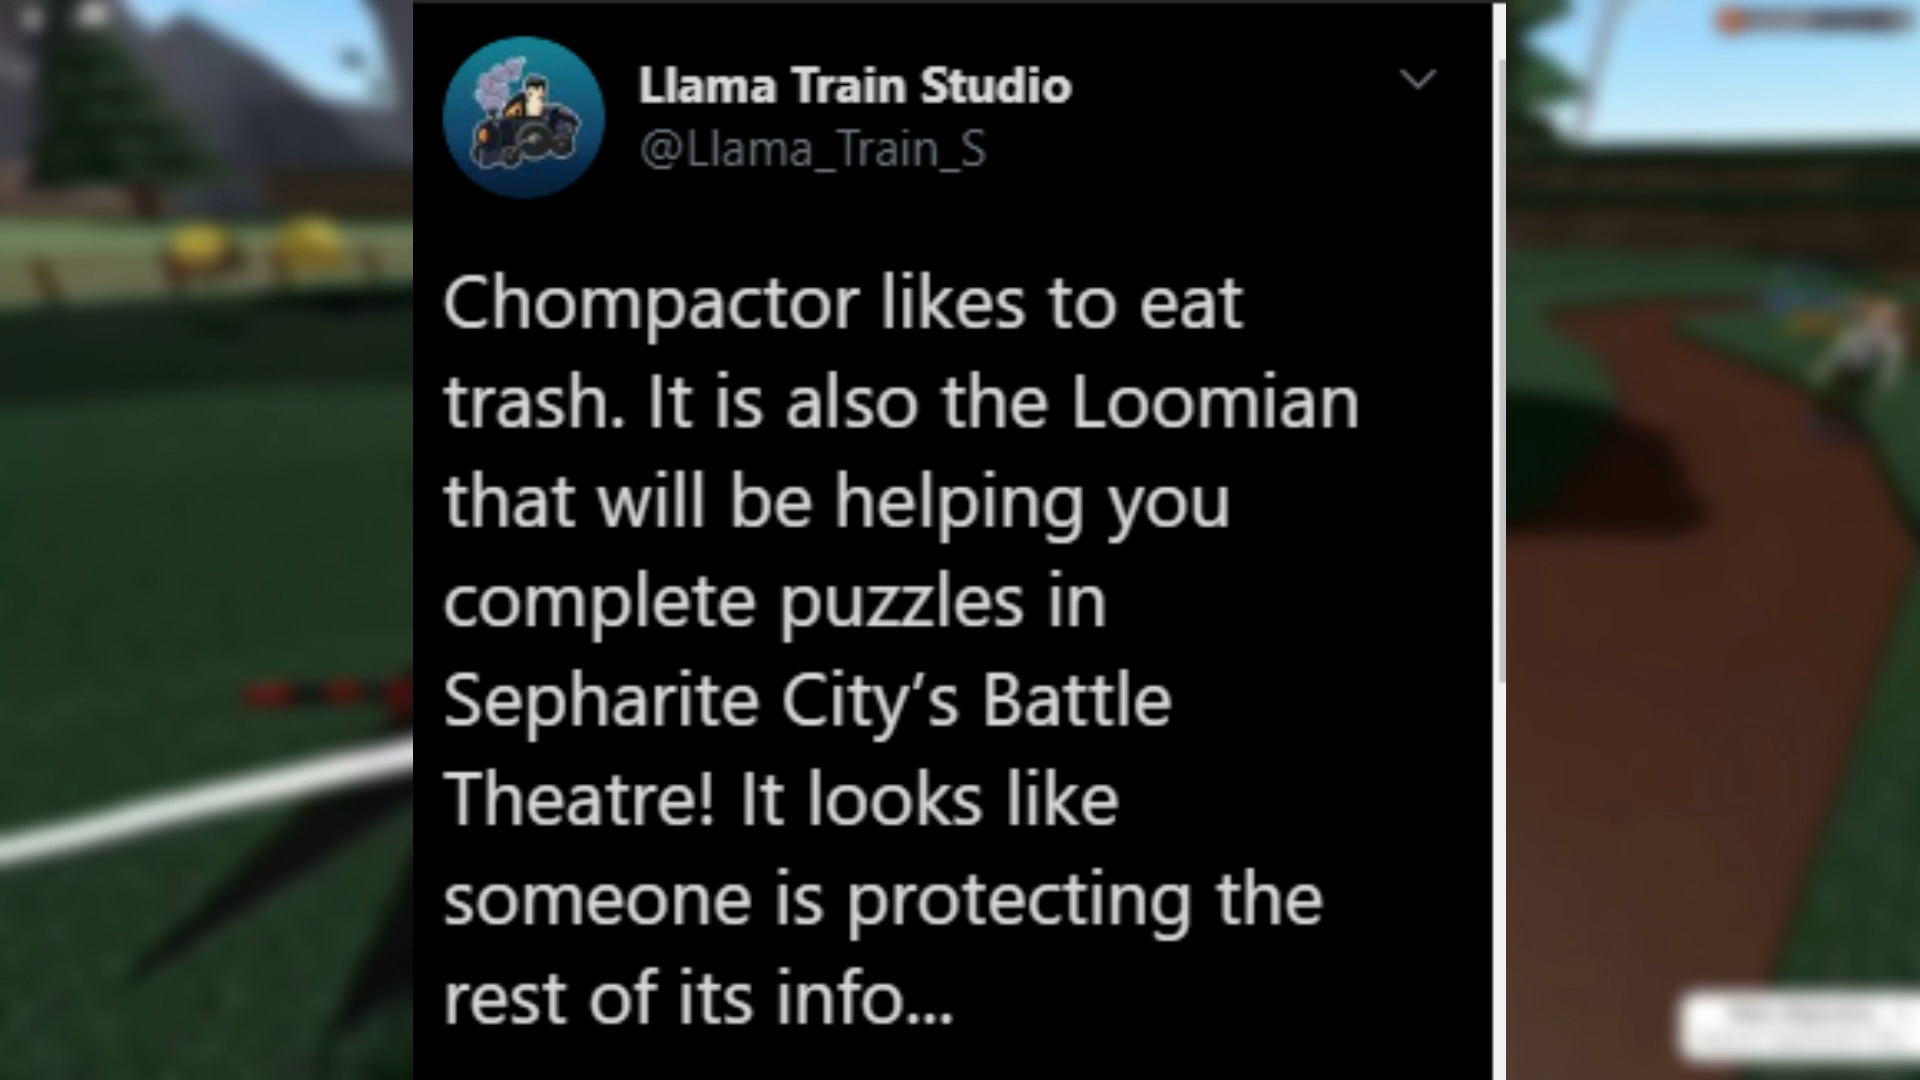 Llama Train Studio
@Llama_Train_S
Chompactor likes to eat
trash. It is also the Loomian
that will be helping you
complete puzzles in
Sepharite City’s Battle
Theatre! It looks like
someone is protecting the
rest of its info...